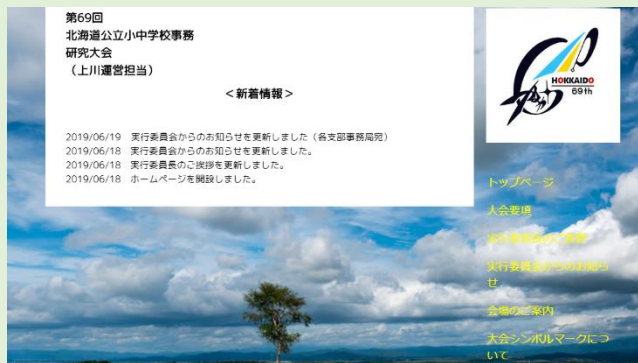 第69回
北海道公立小中学校事務
研究大会
(上川運営担当)
<新着情報>
2019/06/19 実行委員会からのお知らせを更新しました(各支部事務局宛)
2019/06/18 実行委員会からのお知らせを更新しました。
2019/06/18 実行委員長のご挨拶を更新しました。
2019/06/18 ホームページを開設しました。
HOKKAIDO
69th
トップページ
大会要項
実行委員長のご挨拶
実行委員会からのお知ら
せ
会場のご案内
大会シンボルマークにつ
いて